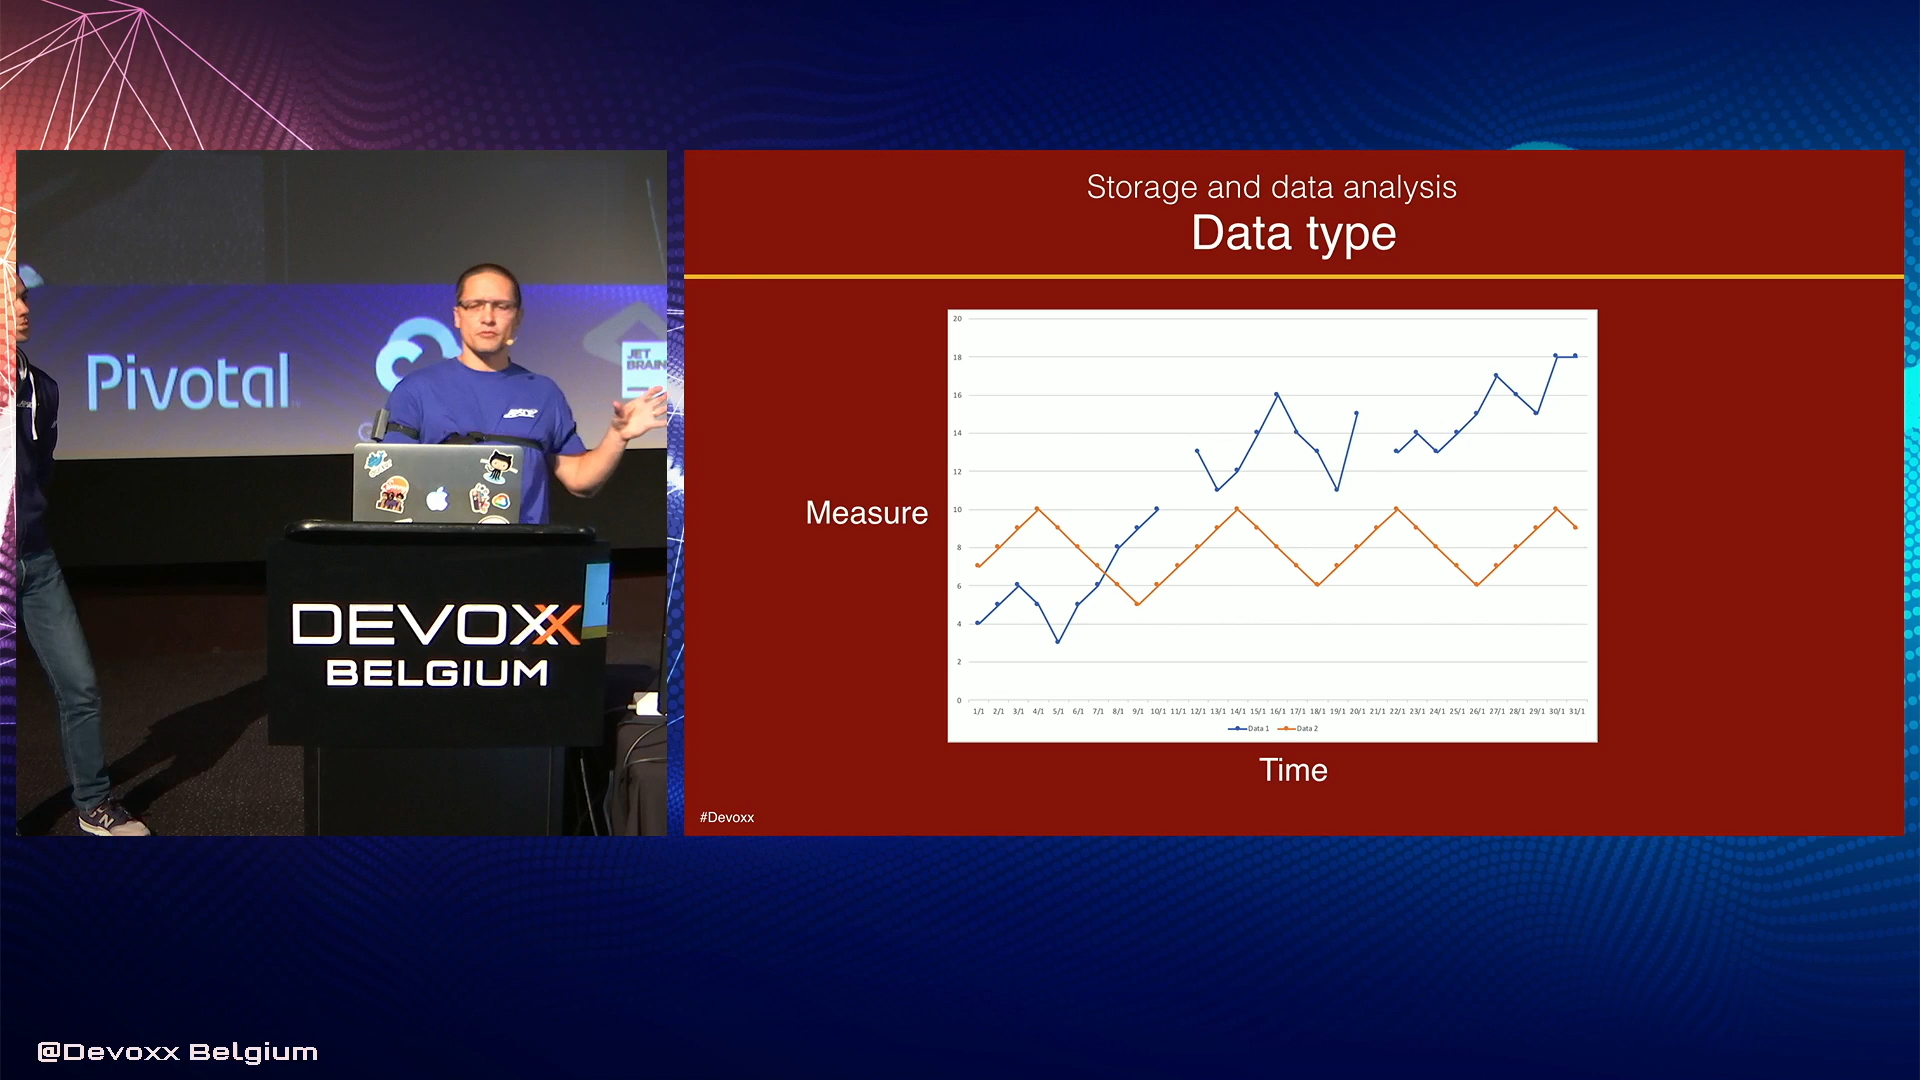 Pivotal
JET
BRAIN
DEVOXX
BELGIUM
Storage and data analysis
Data type
Measure
20
18
16
14
12
10
8
6
4
2
0
1/1 2/1 3/1 4/1 5/1 6/1 7/1 8/1 9/1 10/1 11/1 12/1 13/1 14/1 15/1 16/1 17/1 18/1 19/1 20/1 21/1 22/1 23/1 24/1 25/1 26/1 27/1 28/1 29/1 30/1 31/1
Data 1 Data 2
Time
#Devoxx
@Devoxx Belgium